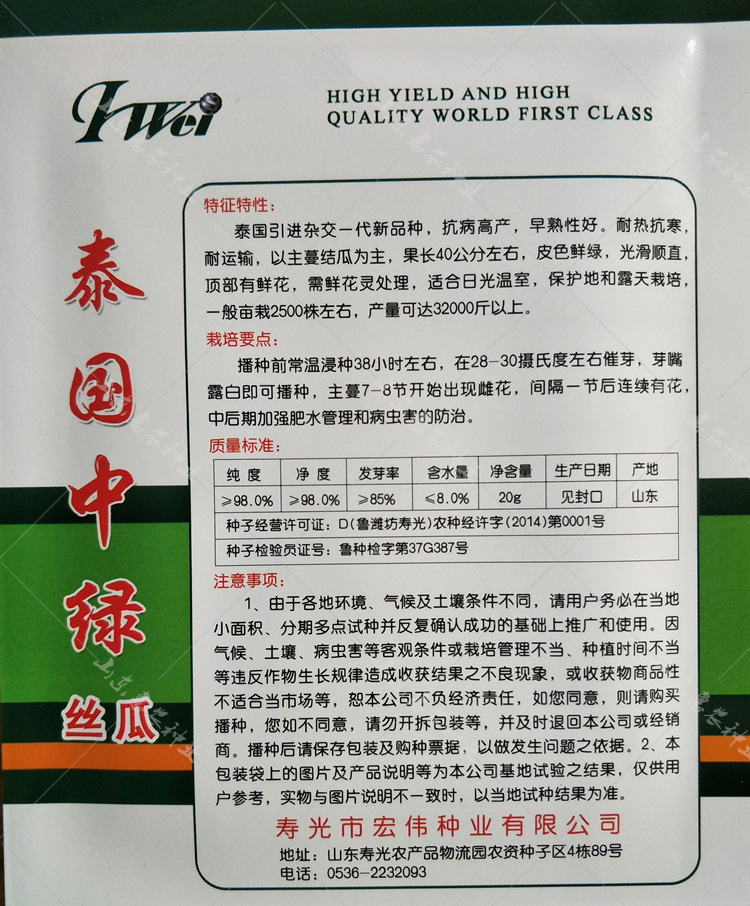 IWei
HIGH YIELD AND HIGH
QUALITY WORLD FIRST CLASS
泰国中绿
丝瓜
特征特性：
泰国引进杂交一代新品种，抗病高产，早熟性好。耐热抗寒，
耐运输，以主蔓结瓜为主，果长40公分左右，皮色鲜绿，光滑顺直，
顶部有鲜花，需鲜花灵处理，适合日光温室，保护地和露天栽培，
一般亩栽2500株左右，产量可达32000斤以上。
栽培要点：
播种前常温浸种38小时左右，在28-30摄氏度左右催芽，芽嘴
露白即可播种，主蔓7-8节开始出现雌花，间隔一节后连续有花，
中后期加强肥水管理和病虫害的防治。
质量标准：
纯 度 净 度 发芽率 含水量 净含量 生产日期 产地
≥98.0% ≥98.0% ≥85% ≤8.0% 20g 见封口 山东
种子经营许可证：D(鲁潍坊寿光)农种经许字(2014)第0001号
种子检验员证号：鲁种检字第37G387号
注意事项：
1、由于各地环境、气候及土壤条件不同，请用户务必在当地
小面积、分期多点试种并反复确认成功的基础上推广和使用。因
气候、土壤、病虫害等客观条件或栽培管理不当、种植时间不当
等违反作物生长规律造成收获结果之不良现象，或收获物商品性
不适合当市场等，恕本公司不负经济责任，如您同意，则请购买
播种，您如不同意，请勿开拆包装等，并及时退回本公司或经销
商。播种后请保存包装及购种票据，以做发生问题之依据。2、本
包装袋上的图片及产品说明等为本公司基地试验之结果，仅供用
户参考，实物与图片说明不一致时，以当地试种结果为准。
寿光市宏伟种业有限公司
地址：山东寿光农产品物流园农资种子区4栋89号
电话：0536-2232093